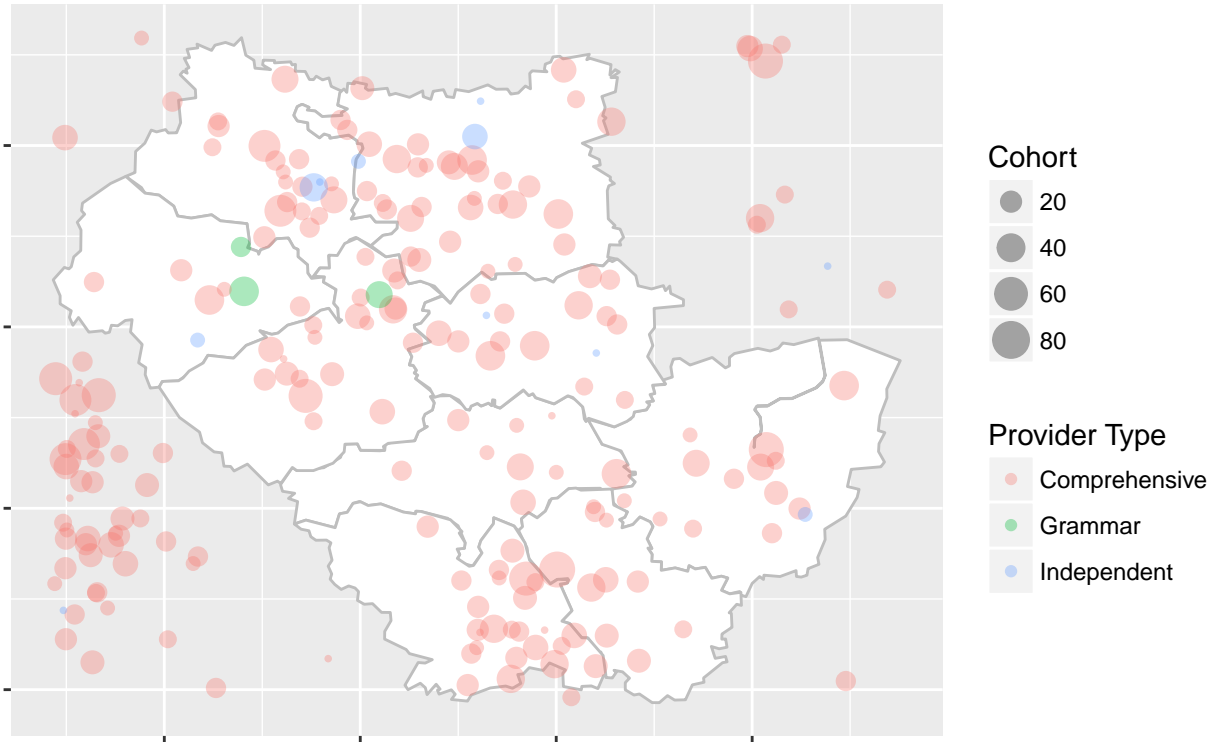 Cohort
20
40
60
80
Provider Type
Comprehensive
Grammar
Independent